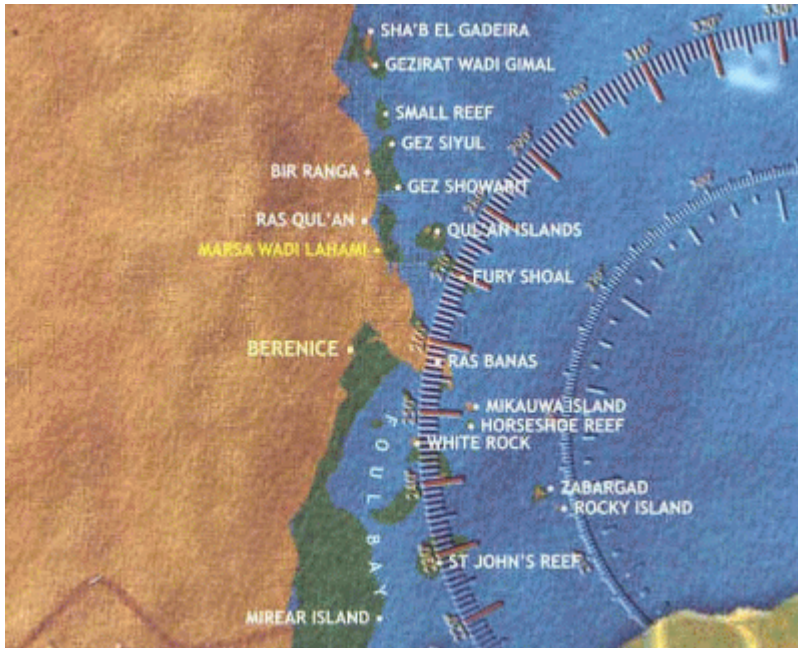 SHA'B EL GADEIRA
GEZIRAT WADI GIMAL
SMALL REEF
GEZ SIYUL
BIR RANGA
GEZ SHOWARIT
RAS QUL'AN
QUL'AN ISLANDS
MARSA WADI LAHAMI
FURY SHOAL
BERENICE
RAS BANAS
MIKAUWA ISLAND
HORSESHOE REEF
WHITE ROCK
FOUL BAY
ZABARGAD
ROCKY ISLAND
ST JOHN'S REEF
MIREAR ISLAND